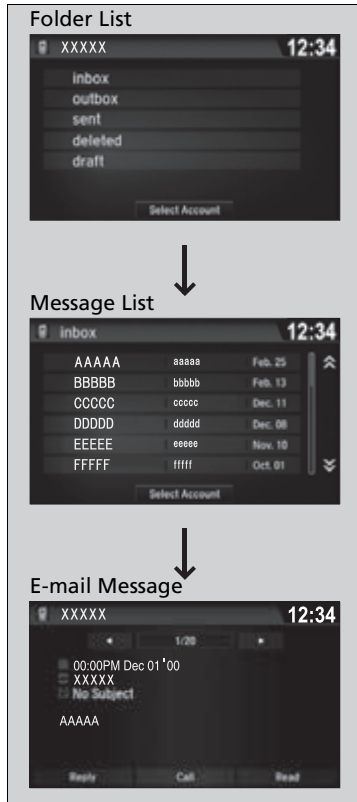 Folder List
XXXXX 12:34
inbox
outbox
sent
deleted
draft
Select Account
Message List
inbox 12:34
AAAAA aaaaa Feb. 25
BBBBB bbbbb Feb. 13
CCCCC ccccc Dec. 11
DDDDD ddddd Dec. 08
EEEEE eeeee Nov. 10
FFFFF fffff Oct. 01
Select Account
E-mail Message
XXXXX 12:34
1/20
00:00PM Dec 01'00
XXXXX
No Subject
AAAAA
Reply Call Read